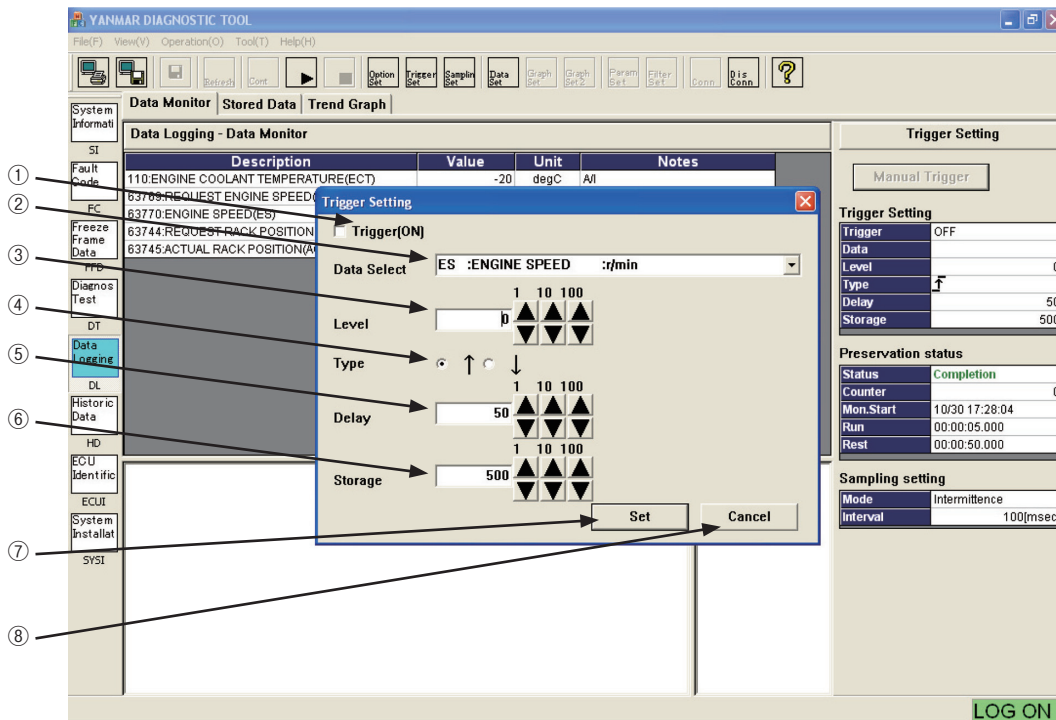 YANMAR DIAGNOSTIC TOOL
File(F) View(V) Operation(O) Tool(T) Help(H)
Refresh Cont Option Set Trigger Set Samplin Set Data Set Graph Set Graph Set2 Param Set Filter Set Conn Dis Conn ?
Data Monitor Stored Data Trend Graph
System Informati
SI
Fault Code
FC
Freeze Frame Data
FFD
Diagnos Test
DT
Data Logging
DL
Historic Data
HD
ECU Identific
ECUI
System Installat
SYSI
Data Logging - Data Monitor
Description Value Unit Notes
110:ENGINE COOLANT TEMPERATURE(ECT) -20 degC A/I
63769:REQUEST ENGINE SPEED(
63770:ENGINE SPEED(ES)
63744:REQUEST RACK POSITION
63745:ACTUAL RACK POSITION(A
①
②
③
④
⑤
⑥
⑦
⑧
Trigger Setting
Trigger(ON)
Data Select ES :ENGINE SPEED :r/min
1 10 100
Level 0
Type ↑ ↓
1 10 100
Delay 50
1 10 100
Storage 500
Set Cancel
Trigger Setting
Manual Trigger
Trigger Setting
Trigger OFF
Data
Level 0
Type
Delay 50
Storage 500
Preservation status
Status Completion
Counter 0
Mon.Start 10/30 17:28:04
Run 00:00:05.000
Rest 00:00:50.000
Sampling setting
Mode Intermittence
Interval 100[msec
LOG ON